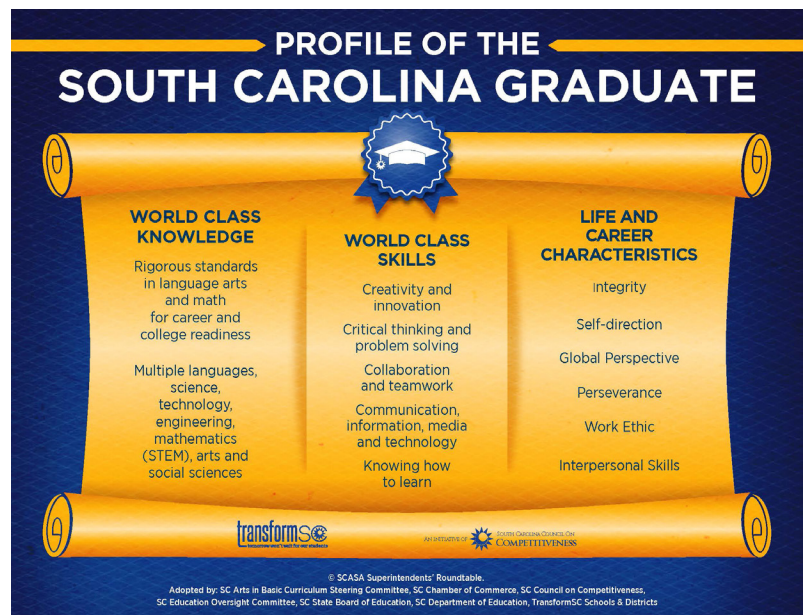 PROFILE OF THE
SOUTH CAROLINA GRADUATE
WORLD CLASS
KNOWLEDGE
Rigorous standards
in language arts
and math
for career and
college readiness
Multiple languages,
science,
technology,
engineering,
mathematics
(STEM), arts and
social sciences
WORLD CLASS
SKILLS
Creativity and
innovation
Critical thinking and
problem solving
Collaboration
and teamwork
Communication,
information, media
and technology
Knowing how
to learn
LIFE AND
CAREER
CHARACTERISTICS
Integrity
Self-direction
Global Perspective
Perseverance
Work Ethic
Interpersonal Skills
transformSC
tomorrow won't wait for our students
AN INITIATIVE OF
SOUTH CAROLINA COUNCIL ON
COMPETITIVENESS
© SCASA Superintendents' Roundtable.
Adopted by: SC Arts in Basic Curriculum Steering Committee, SC Chamber of Commerce, SC Council on Competitiveness,
SC Education Oversight Committee, SC State Board of Education, SC Department of Education, TransformSC Schools & Districts